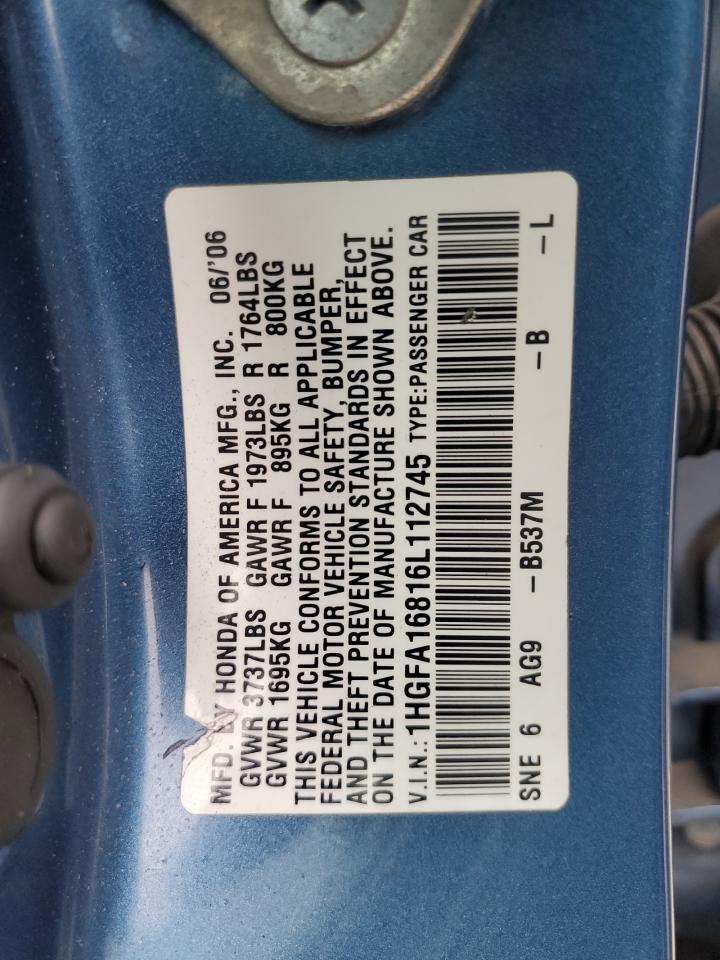 MFD. BY HONDA OF AMERICA MFG., INC. 06/'06
GVWR 3737LBS GAWR F 1973LBS R 1764LBS
GVWR 1695KG GAWR F 895KG R 800KG
THIS VEHICLE CONFORMS TO ALL APPLICABLE
FEDERAL MOTOR VEHICLE SAFETY, BUMPER,
AND THEFT PREVENTION STANDARDS IN EFFECT
ON THE DATE OF MANUFACTURE SHOWN ABOVE.
V.I.N.: 1HGFA16816L112745 TYPE:PASSENGER CAR
SNE 6 AG9 -B537M -B -L